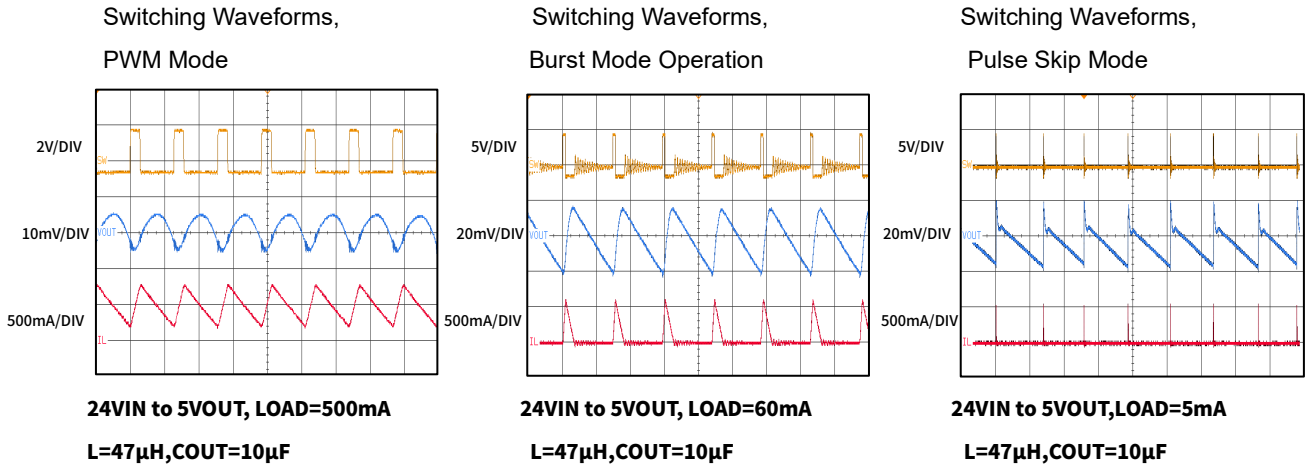 Switching Waveforms,
PWM Mode
2V/DIV
SW
10mV/DIV
VOUT
500mA/DIV
IL
24VIN to 5VOUT, LOAD=500mA
L=47μH,COUT=10μF
Switching Waveforms,
Burst Mode Operation
5V/DIV
SW
20mV/DIV
VOUT
500mA/DIV
IL
24VIN to 5VOUT, LOAD=60mA
L=47μH,COUT=10μF
Switching Waveforms,
Pulse Skip Mode
5V/DIV
SW
20mV/DIV
VOUT
500mA/DIV
IL
24VIN to 5VOUT,LOAD=5mA
L=47μH,COUT=10μF